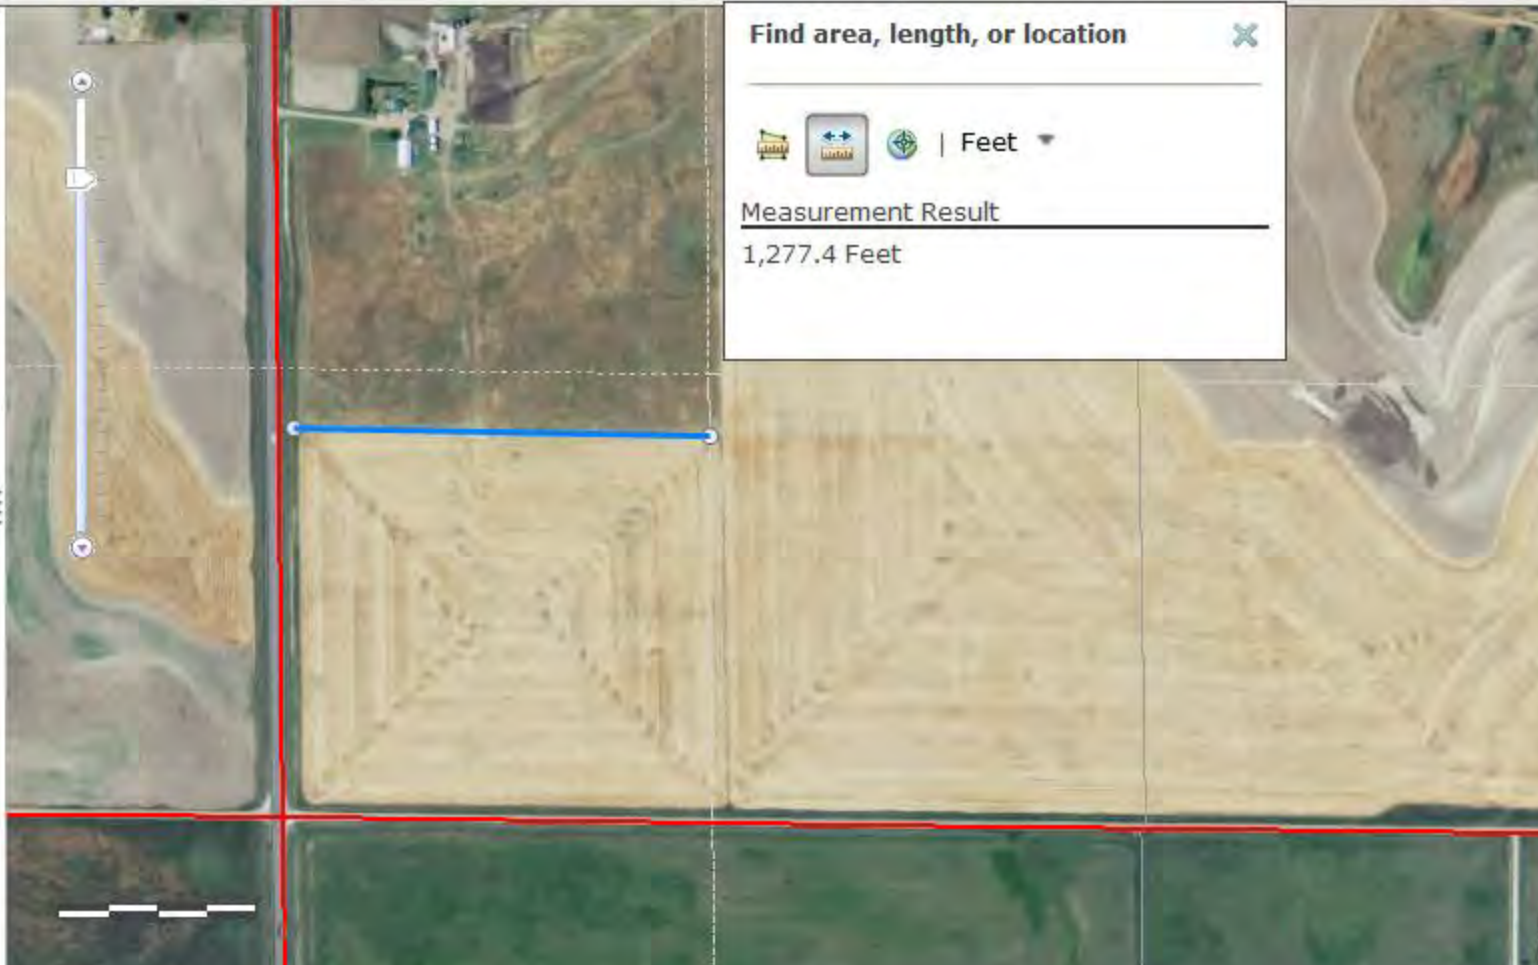 Find area, length, or location
| Feet
Measurement Result
1,277.4 Feet